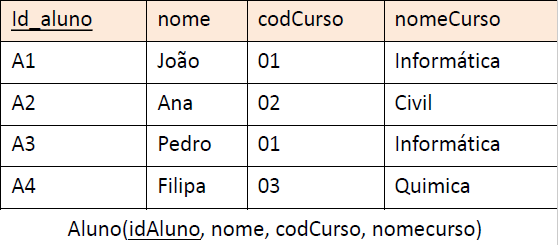 Id_aluno nome codCurso nomeCurso
A1 João 01 Informática
A2 Ana 02 Civil
A3 Pedro 01 Informática
A4 Filipa 03 Quimica
Aluno(idAluno, nome, codCurso, nomecurso)